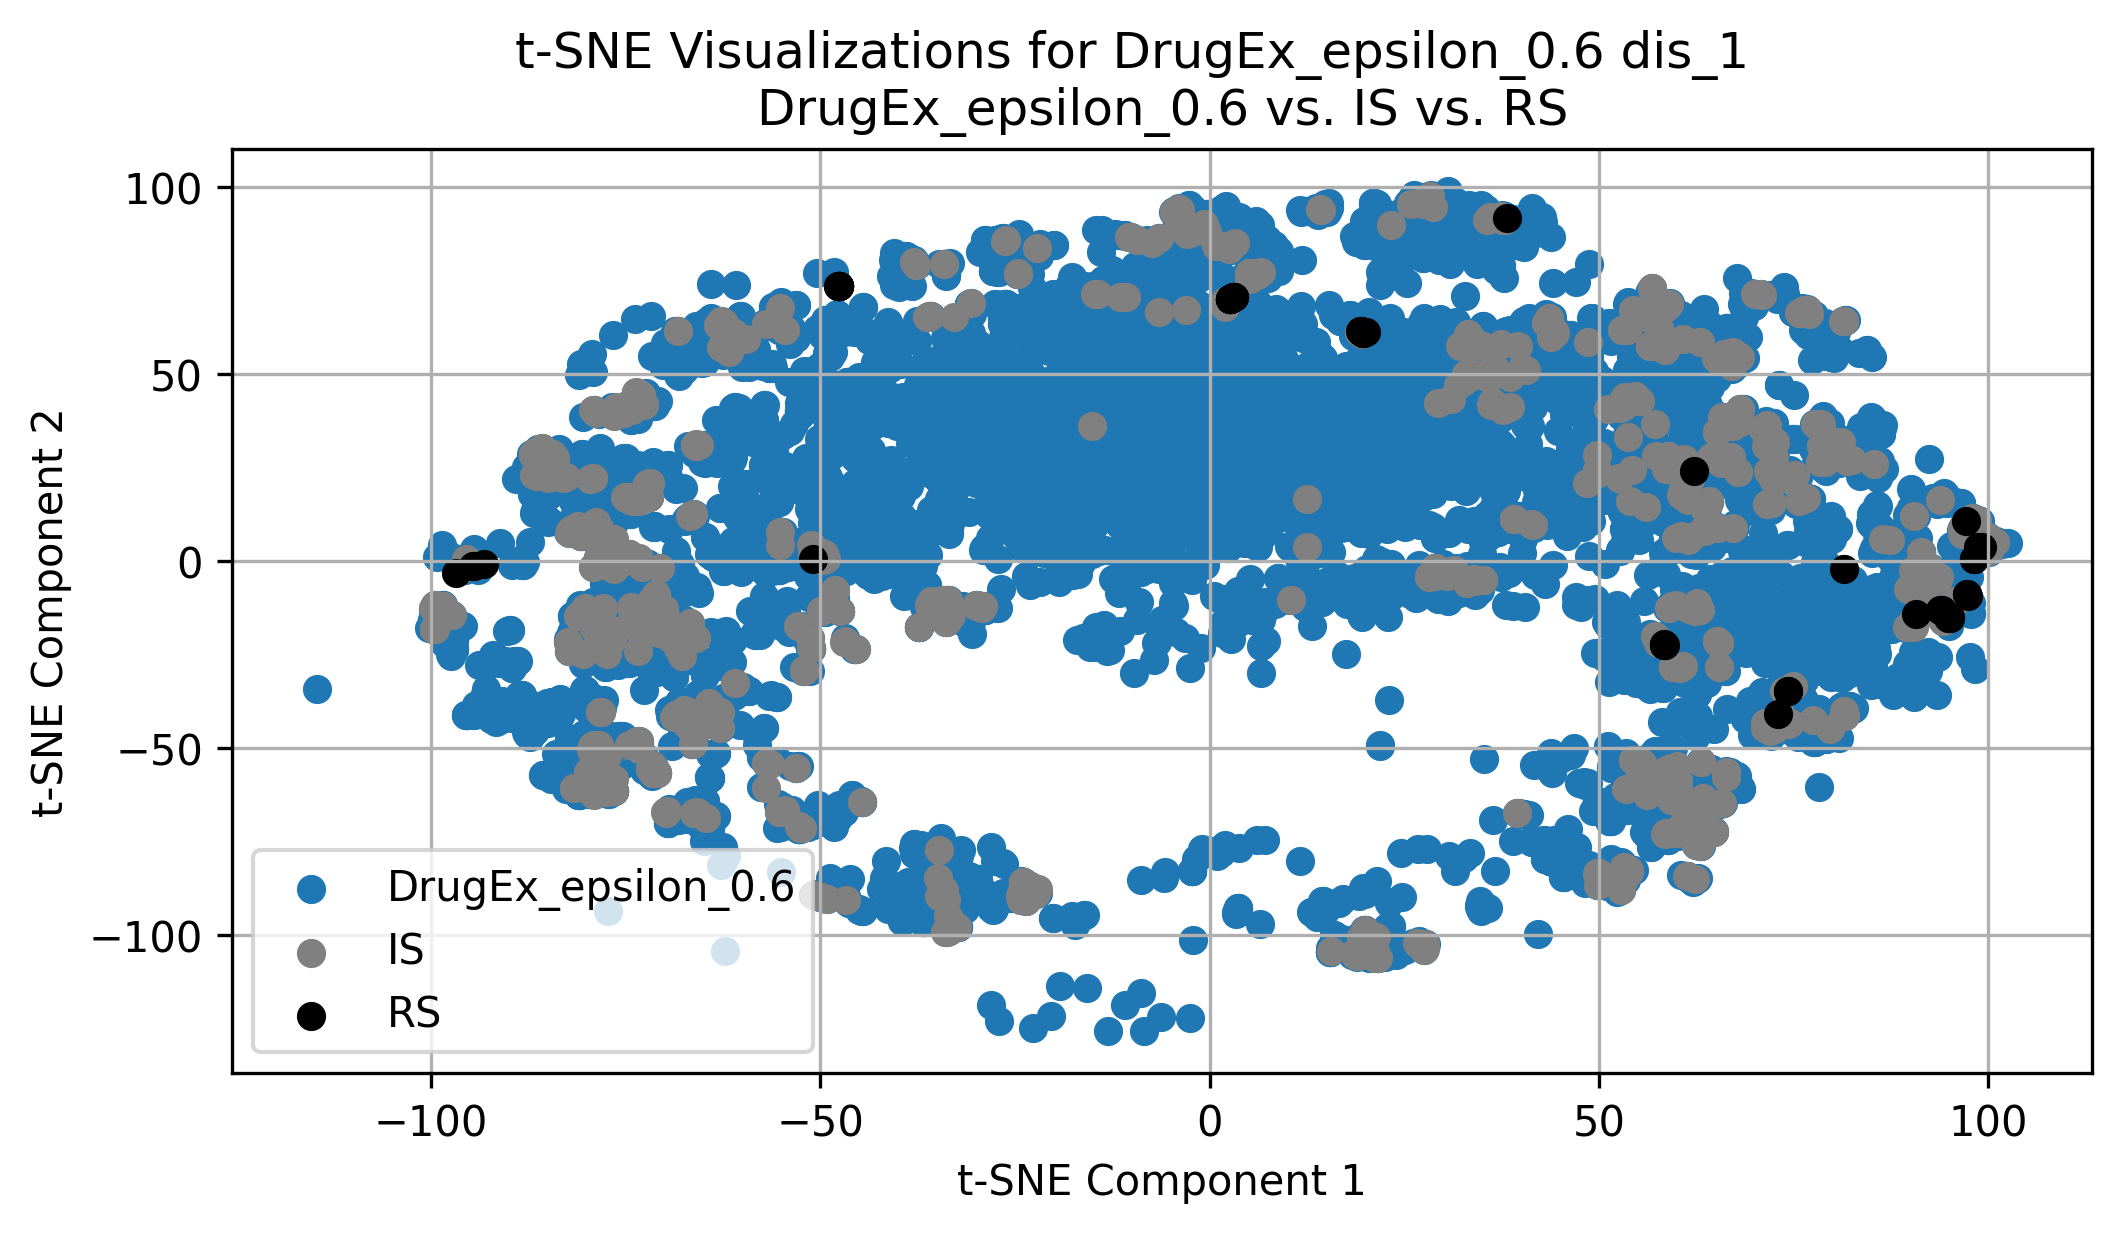 t-SNE Visualizations for DrugEx_epsilon_0.6 dis_1
DrugEx_epsilon_0.6 vs. IS vs. RS
t-SNE Component 2
100
50
0
−50
−100
DrugEx_epsilon_0.6
IS
RS
−100
−50
0
50
100
t-SNE Component 1